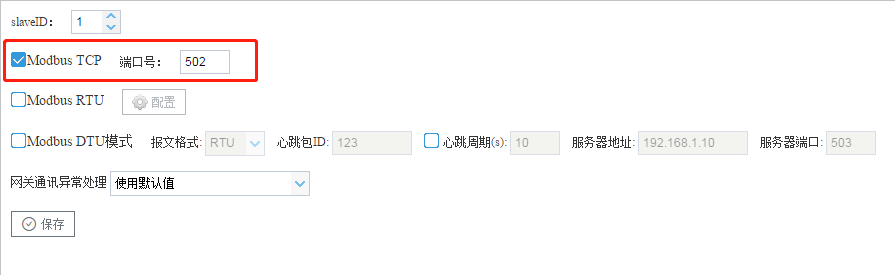 slaveID： 1
Modbus TCP 端口号： 502
Modbus RTU 配置
Modbus DTU模式 报文格式: RTU 心跳包ID: 123 心跳周期(s): 10 服务器地址: 192.168.1.10 服务器端口: 503
网关通讯异常处理 使用默认值
保存